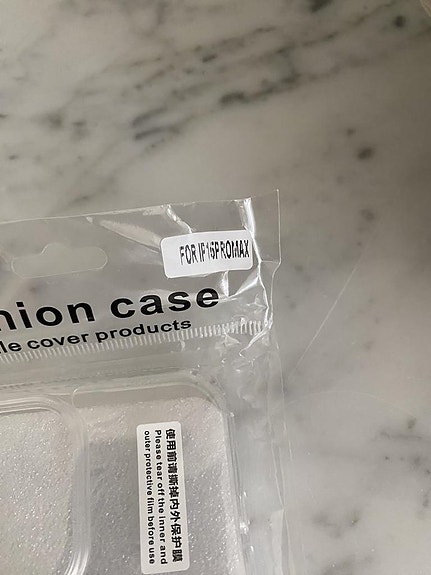 FOR IP15PROMAX
nion case
le cover products
使用前请撕掉内外保护膜
Please tear off the inner and
outer protective film before use